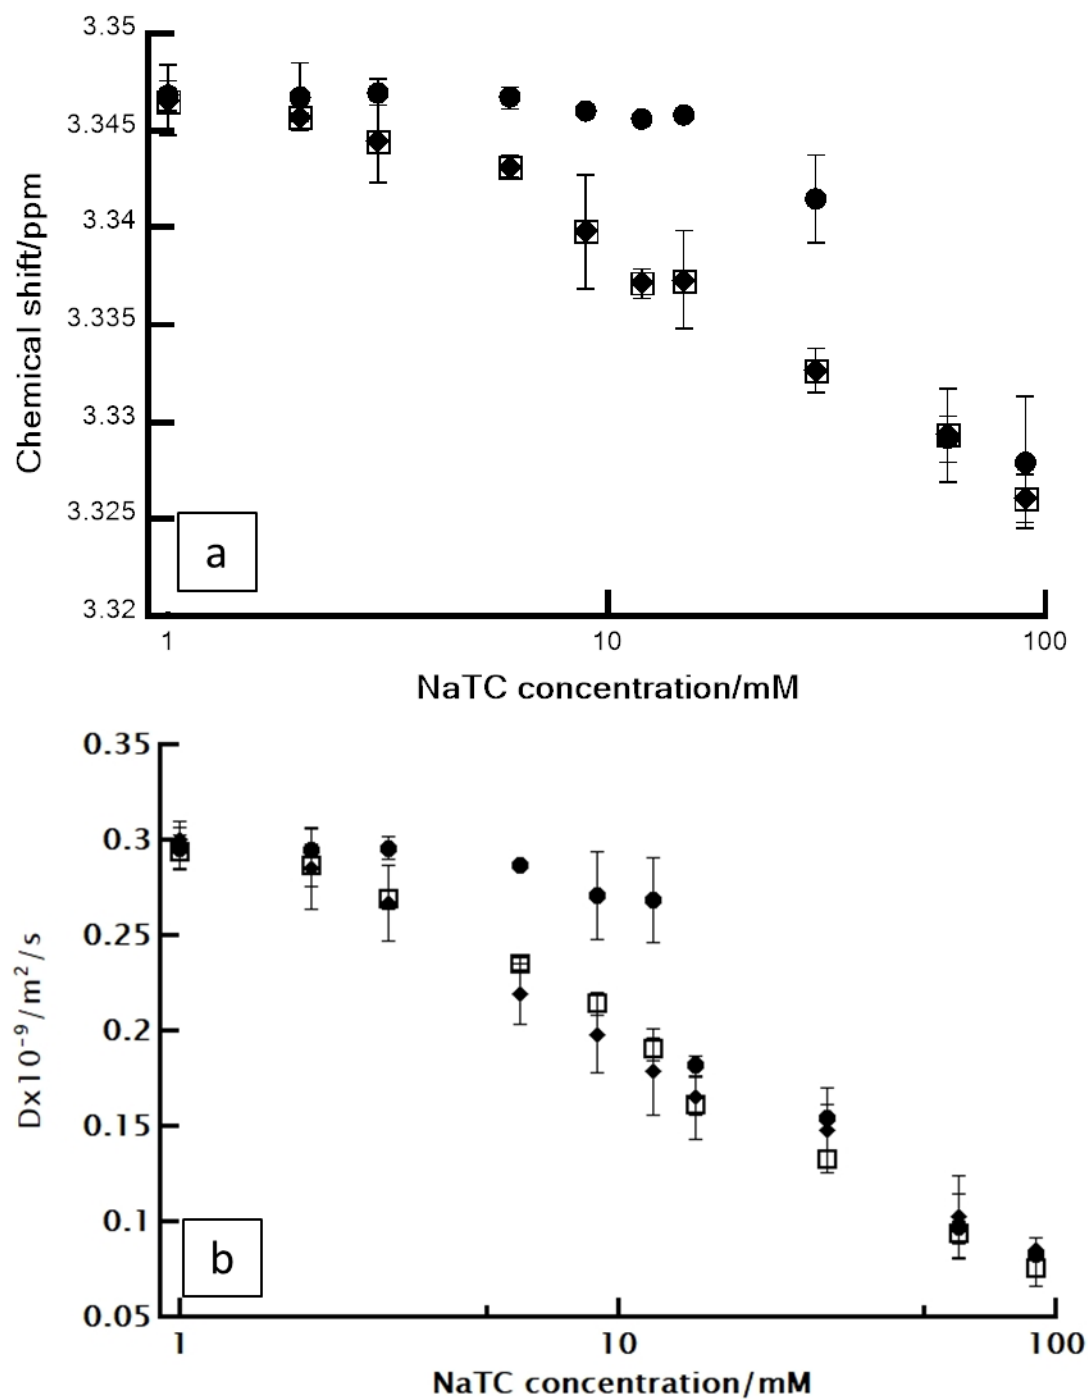 3.35
3.345
3.34
3.335
3.33
3.325
3.32
Chemical shift/ppm
a
1 10 100
NaTC concentration/mM
0.35
0.3
0.25
0.2
0.15
0.1
0.05
Dx10⁻⁹/m²/s
b
1 10 100
NaTC concentration/mM